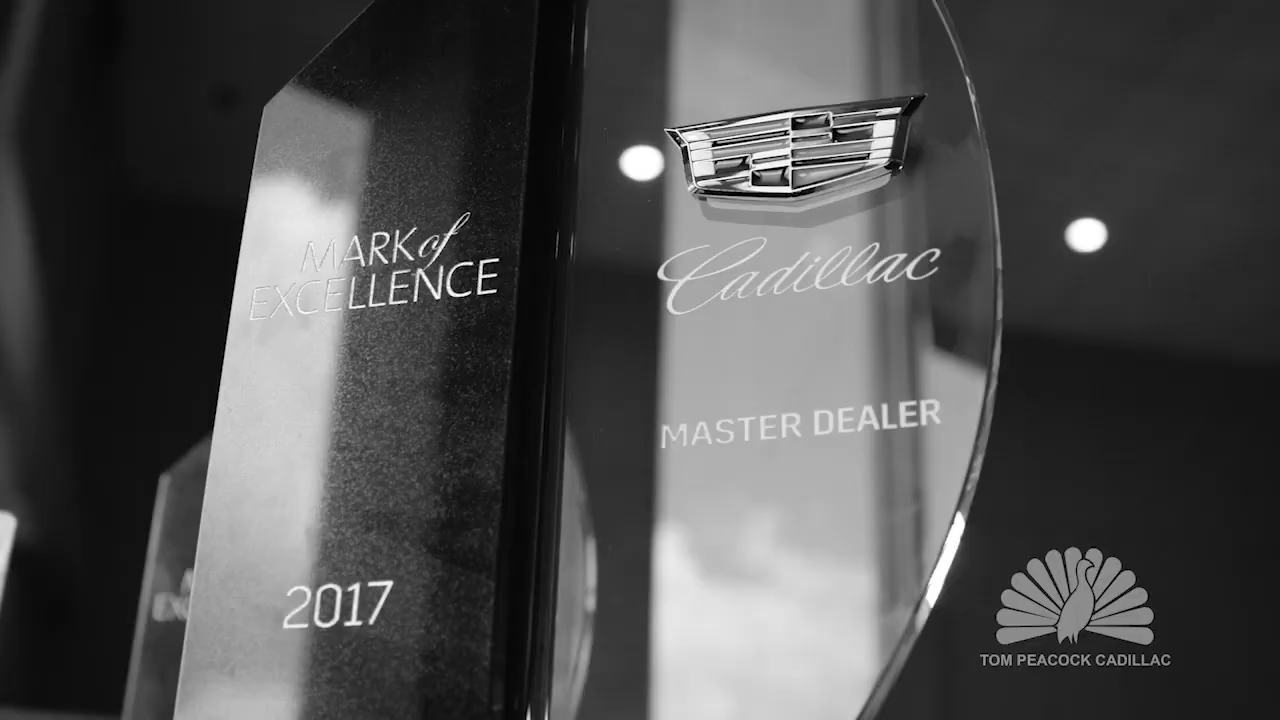 MARK of
EXCELLENCE
2017
Cadillac
MASTER DEALER
TOM PEACOCK CADILLAC